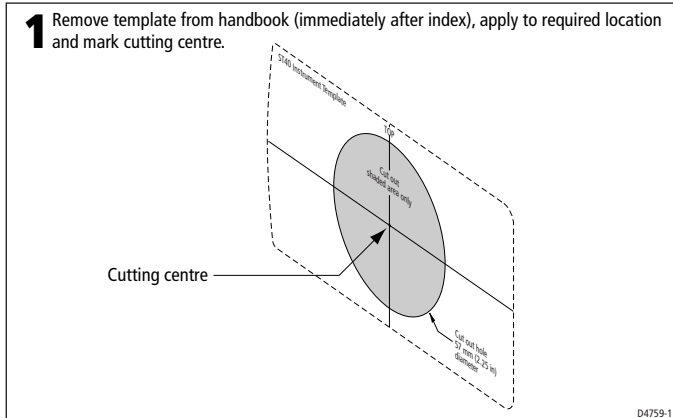 1 Remove template from handbook (immediately after index), apply to required location
and mark cutting centre.
ST40 Instrument Template
TOP
Cut out
shaded area only
Cutting centre
Cut out hole
57 mm (2.25 in)
diameter
D4759-1